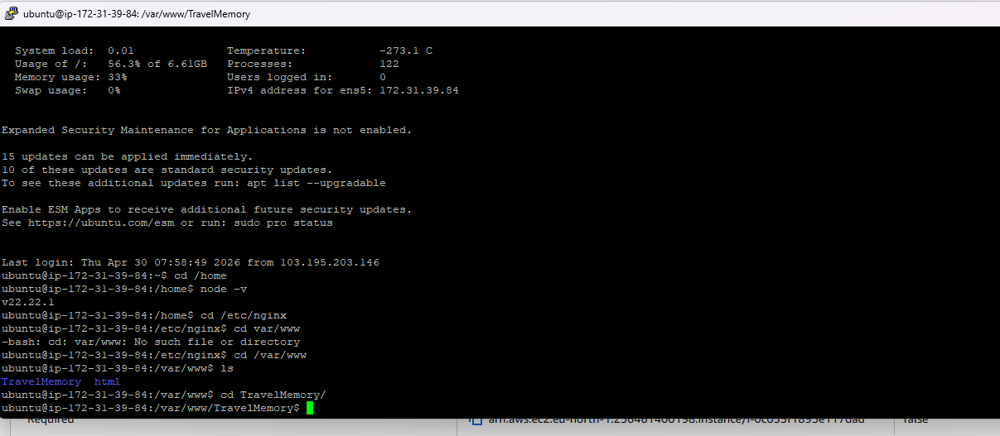 ubuntu@ip-172-31-39-84: /var/www/TravelMemory
System load: 0.01 Temperature: -273.1 C
Usage of /: 56.3% of 6.61GB Processes: 122
Memory usage: 33% Users logged in: 0
Swap usage: 0% IPv4 address for ens5: 172.31.39.84
Expanded Security Maintenance for Applications is not enabled.
15 updates can be applied immediately.
10 of these updates are standard security updates.
To see these additional updates run: apt list --upgradable
Enable ESM Apps to receive additional future security updates.
See https://ubuntu.com/esm or run: sudo pro status
Last login: Thu Apr 30 07:58:49 2026 from 103.195.203.146
ubuntu@ip-172-31-39-84:~$ cd /home
ubuntu@ip-172-31-39-84:/home$ node -v
v22.22.1
ubuntu@ip-172-31-39-84:/home$ cd /etc/nginx
ubuntu@ip-172-31-39-84:/etc/nginx$ cd var/www
-bash: cd: var/www: No such file or directory
ubuntu@ip-172-31-39-84:/etc/nginx$ cd /var/www
ubuntu@ip-172-31-39-84:/var/www$ ls
TravelMemory html
ubuntu@ip-172-31-39-84:/var/www$ cd TravelMemory/
ubuntu@ip-172-31-39-84:/var/www/TravelMemory$
Required false